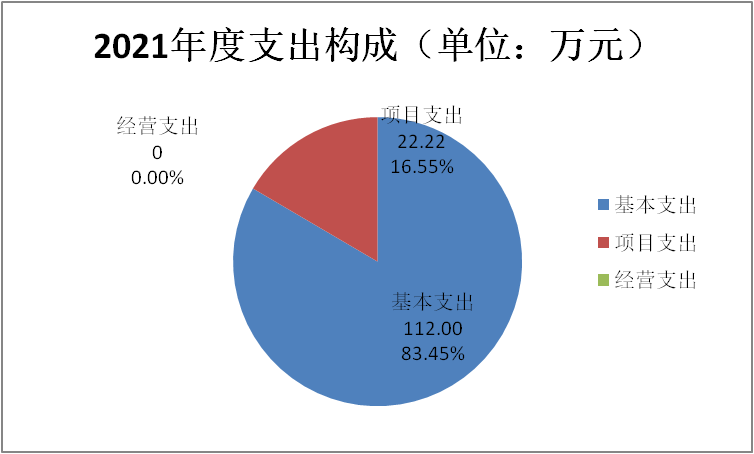 2021年度支出构成（单位：万元）
经营支出
0
0.00%
项目支出
22.22
16.55%
基本支出
112.00
83.45%
基本支出
项目支出
经营支出